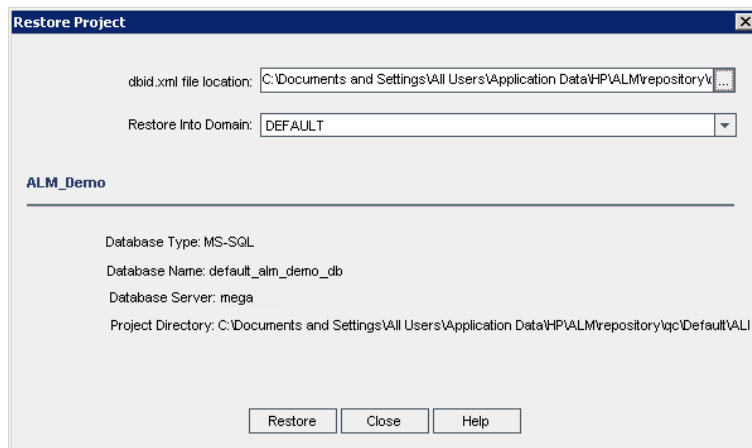 Restore Project
dbid.xml file location: C:\Documents and Settings\All Users\Application Data\HP\ALM\repository\ ...
Restore Into Domain: DEFAULT
ALM_Demo
Database Type: MS-SQL
Database Name: default_alm_demo_db
Database Server: mega
Project Directory: C:\Documents and Settings\All Users\Application Data\HP\ALM\repository\qc\Default\AL
Restore Close Help